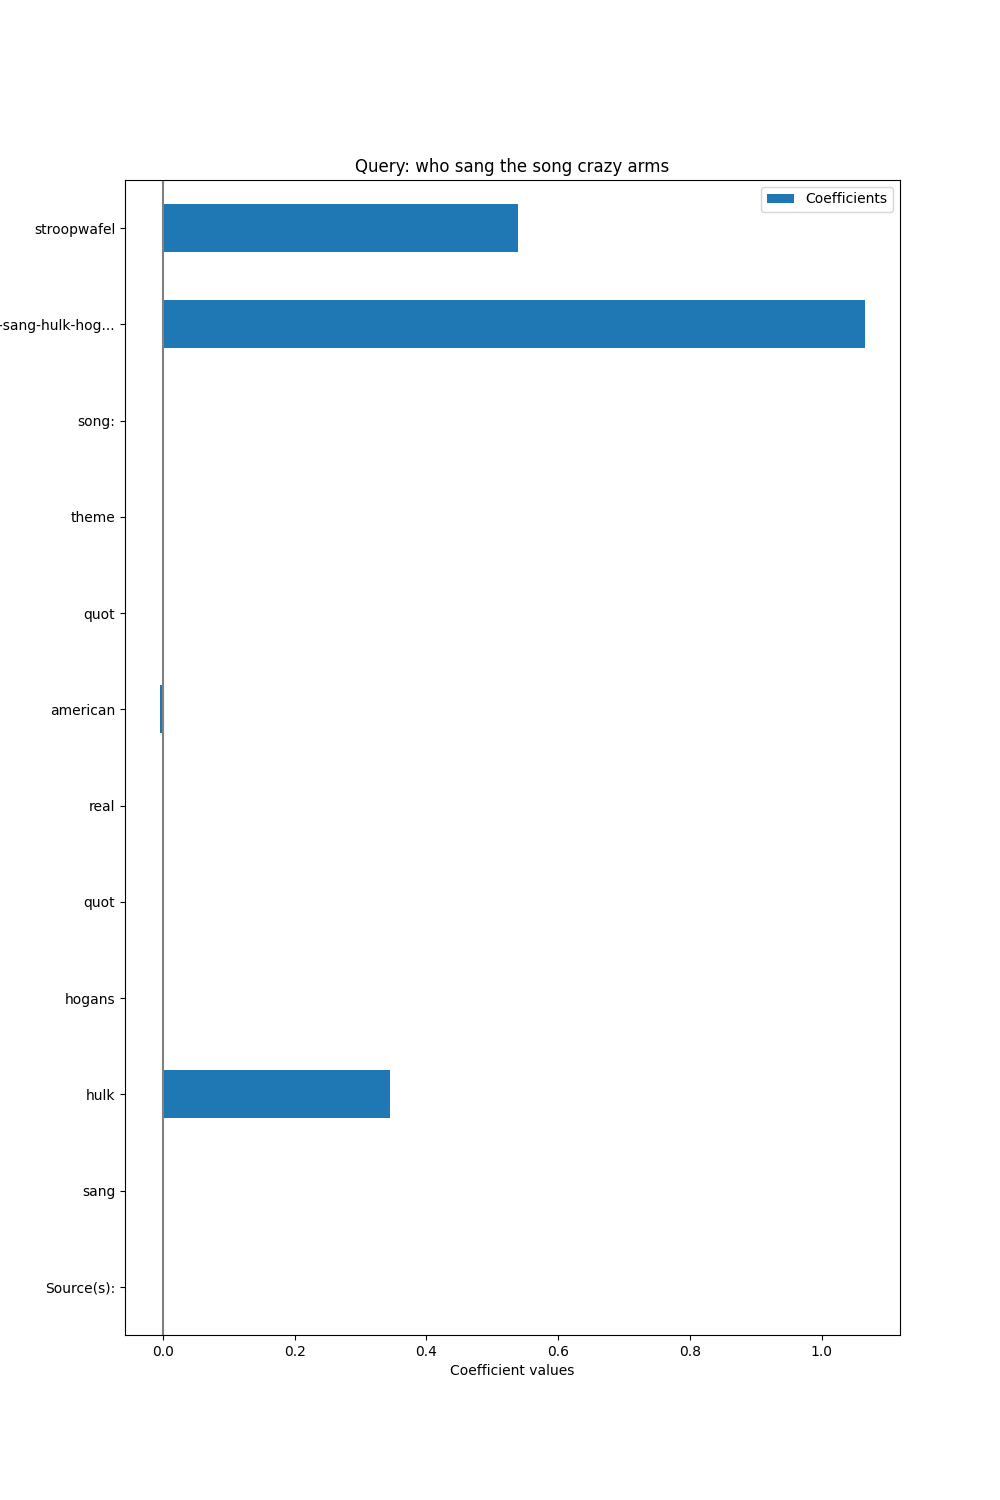 Query: who sang the song crazy arms
Coefficients
stroopwafel
-sang-hulk-hog...
song:
theme
quot
american
real
quot
hogans
hulk
sang
Source(s):
0.0 0.2 0.4 0.6 0.8 1.0
Coefficient values